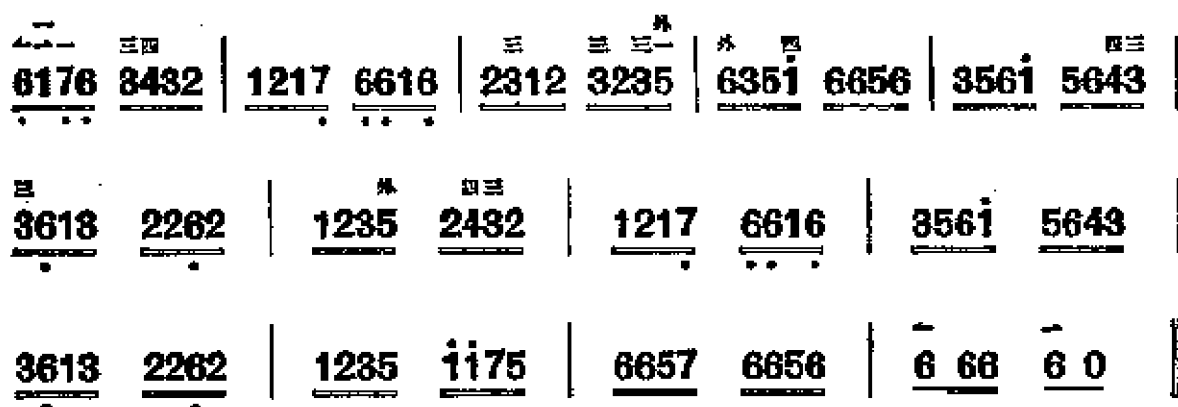 三四 三 三 三一 外 外 四 四三
6176 3432 | 1217 6616 | 2312 3235 | 6351 6656 | 3561 5643 |
外 四三
3613 2262 | 1235 2432 | 1217 6616 | 3561 5643 |
3613 2262 | 1235 1175 | 6657 6656 | 6 66 6 0